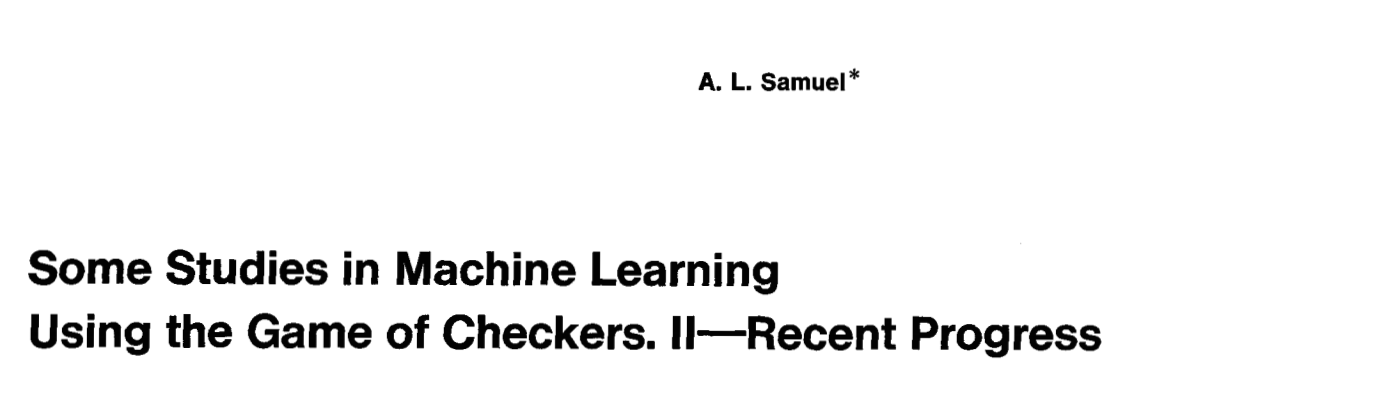 A. L. Samuel*
Some Studies in Machine Learning
Using the Game of Checkers. II—Recent Progress